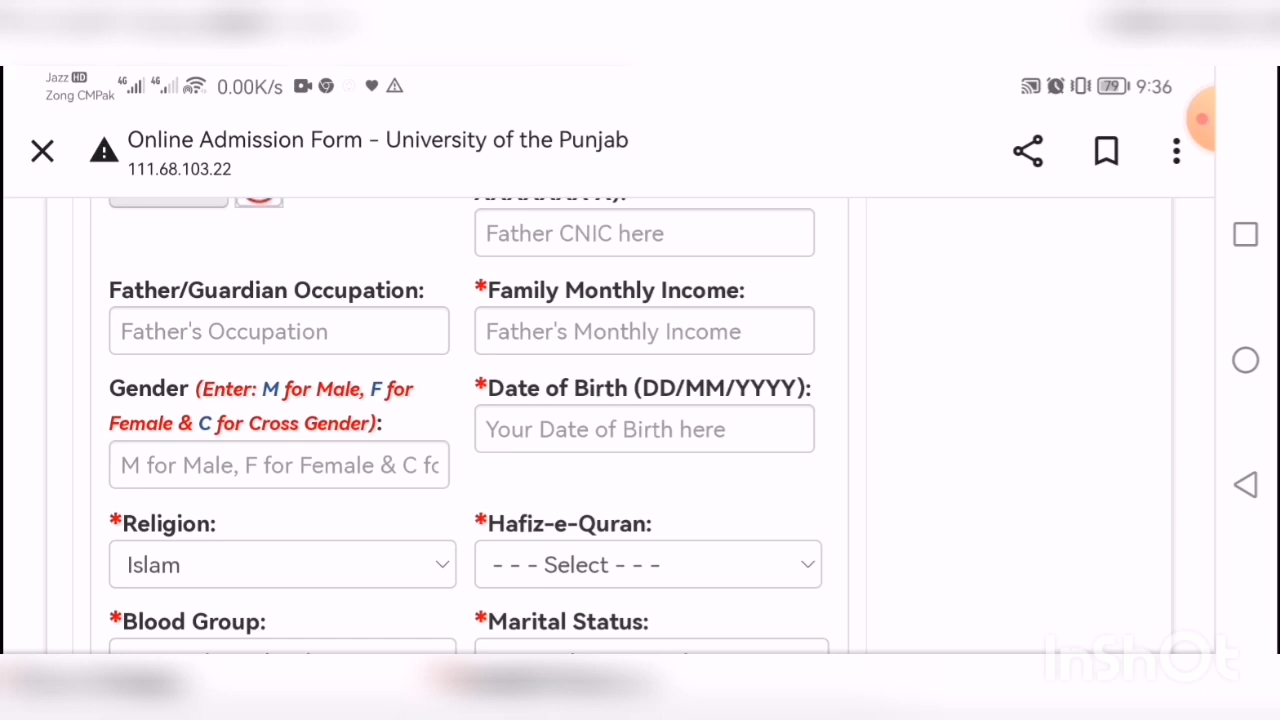 Jazz HD
Zong CMPak
4G 4G 0.00K/s 79 9:36
Online Admission Form - University of the Punjab
111.68.103.22
Father CNIC here
Father/Guardian Occupation: *Family Monthly Income:
Father's Occupation Father's Monthly Income
Gender (Enter: M for Male, F for *Date of Birth (DD/MM/YYYY):
Female & C for Cross Gender): Your Date of Birth here
M for Male, F for Female & C fo
*Religion: *Hafiz-e-Quran:
Islam - - - Select - - -
*Blood Group: *Marital Status:
InShOt